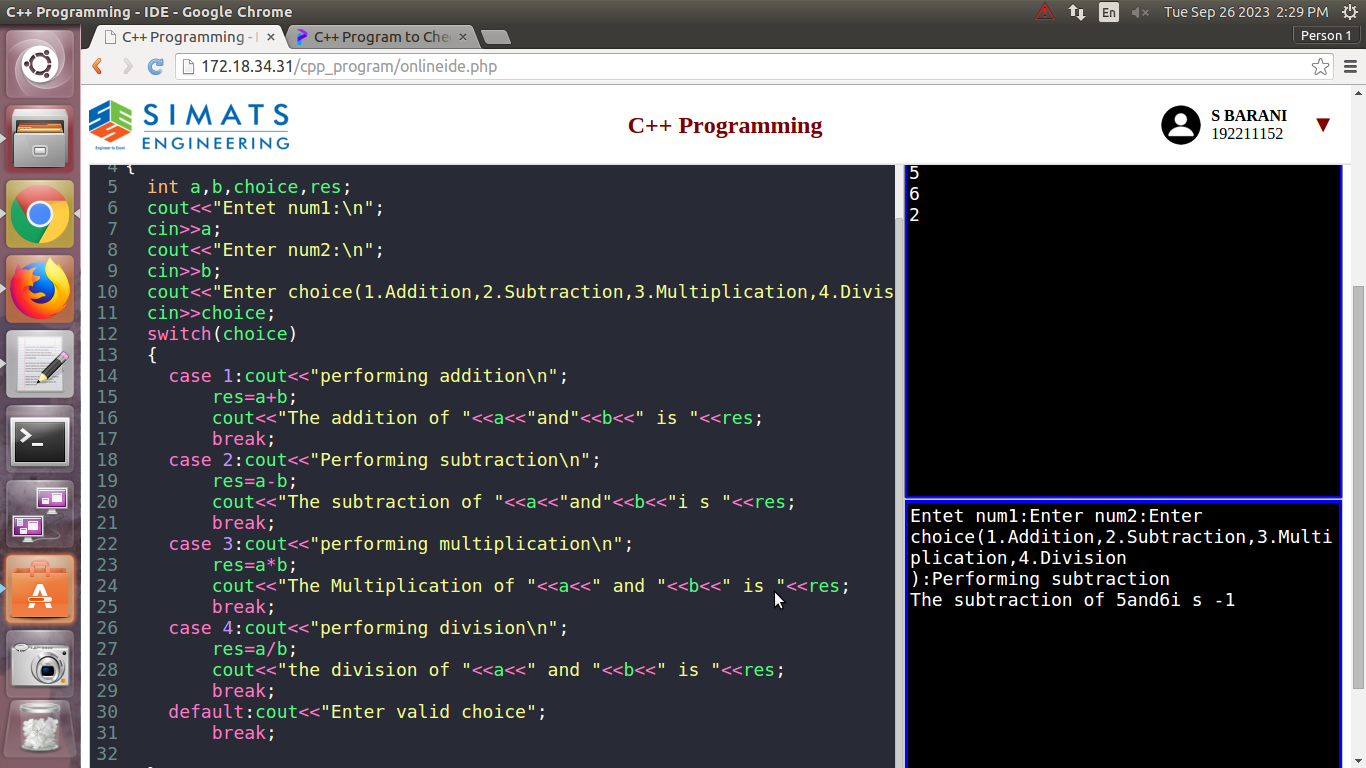 C++ Programming - IDE - Google Chrome
En
Tue Sep 26 2023 2:29 PM
C++ Programming -
C++ Program to Che
Person 1
172.18.34.31/cpp_program/onlineide.php
SIMATS
ENGINEERING
Engineer to Excel
C++ Programming
S BARANI
192211152
4 {
5 int a,b,choice,res;
6 cout<<"Entet num1:\n";
7 cin>>a;
8 cout<<"Enter num2:\n";
9 cin>>b;
10 cout<<"Enter choice(1.Addition,2.Subtraction,3.Multiplication,4.Divis
11 cin>>choice;
12 switch(choice)
13 {
14 case 1:cout<<"performing addition\n";
15 res=a+b;
16 cout<<"The addition of "<<a<<"and"<<b<<" is "<<res;
17 break;
18 case 2:cout<<"Performing subtraction\n";
19 res=a-b;
20 cout<<"The subtraction of "<<a<<"and"<<b<<"i s "<<res;
21 break;
22 case 3:cout<<"performing multiplication\n";
23 res=a*b;
24 cout<<"The Multiplication of "<<a<<" and "<<b<<" is "<<res;
25 break;
26 case 4:cout<<"performing division\n";
27 res=a/b;
28 cout<<"the division of "<<a<<" and "<<b<<" is "<<res;
29 break;
30 default:cout<<"Enter valid choice";
31 break;
32
5
6
2
Entet num1:Enter num2:Enter
choice(1.Addition,2.Subtraction,3.Multi
plication,4.Division
):Performing subtraction
The subtraction of 5and6i s -1